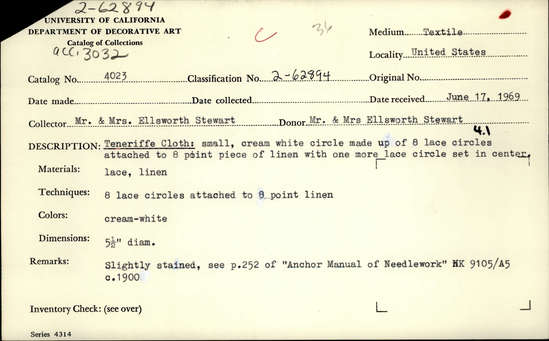 2-62894
UNIVERSITY OF CALIFORNIA
DEPARTMENT OF DECORATIVE ART
Catalog of Collections
acc. 3032
C 36
Medium Textile
Locality United States
Catalog No. 4023 Classification No. 2-62894 Original No.
Date made Date collected Date received June 17, 1969
Collector Mr. & Mrs. Ellsworth Stewart Donor Mr. & Mrs Ellsworth Stewart
4.1
DESCRIPTION: Teneriffe Cloth: small, cream white circle made up of 8 lace circles
attached to 8 point piece of linen with one more lace circle set in center.
Materials: lace, linen
Techniques: 8 lace circles attached to 8 point linen
Colors: cream-white
Dimensions: 5½" diam.
Remarks: Slightly stained, see p.252 of "Anchor Manual of Needlework" NK 9105/A5
c.1900
Inventory Check: (see over)
Series 4314